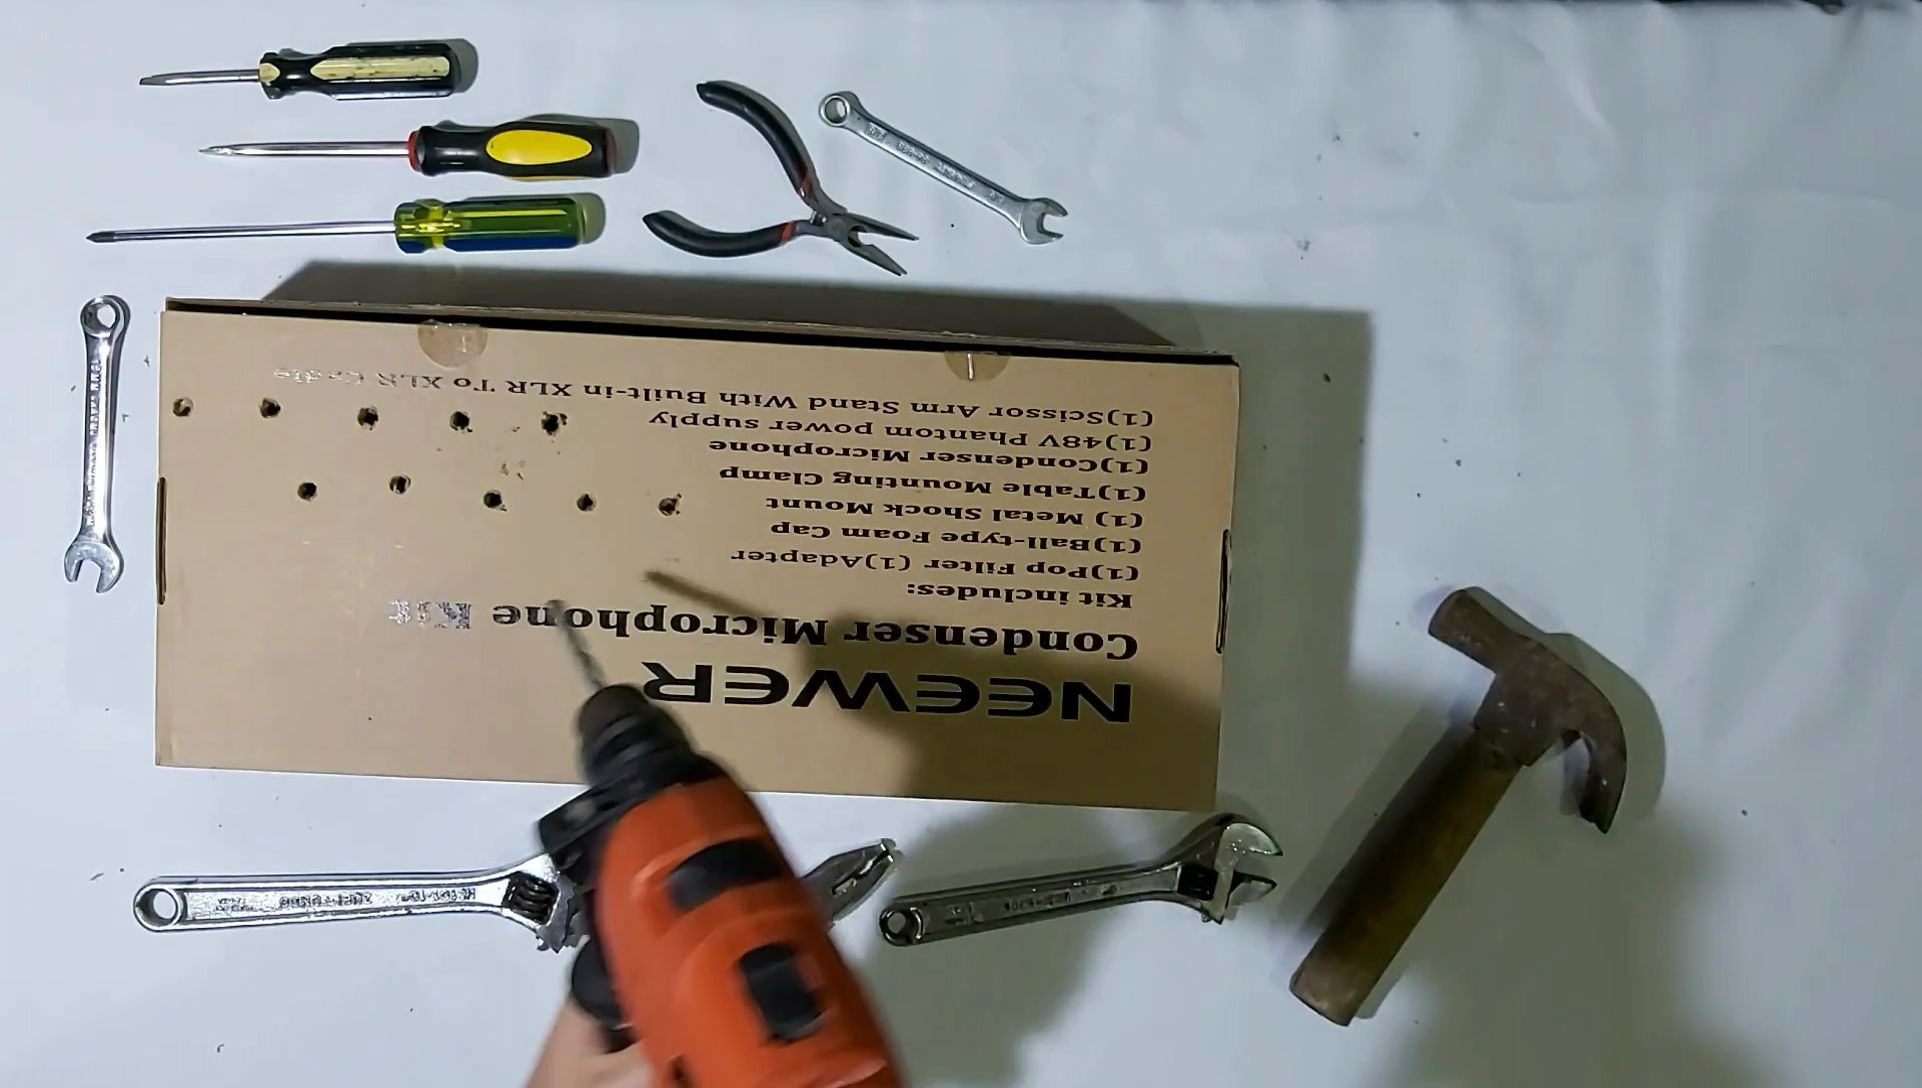 NEEWER
Condenser Microphone Kit
Kit includes:
(1)Pop Filter (1)Adapter
(1)Ball-type Foam Cap
(1) Metal Shock Mount
(1)Table Mounting Clamp
(1)Condenser Microphone
(1)48V Phantom power supply
(1)Scissor Arm Stand With Built-in XLR To XLR Cable